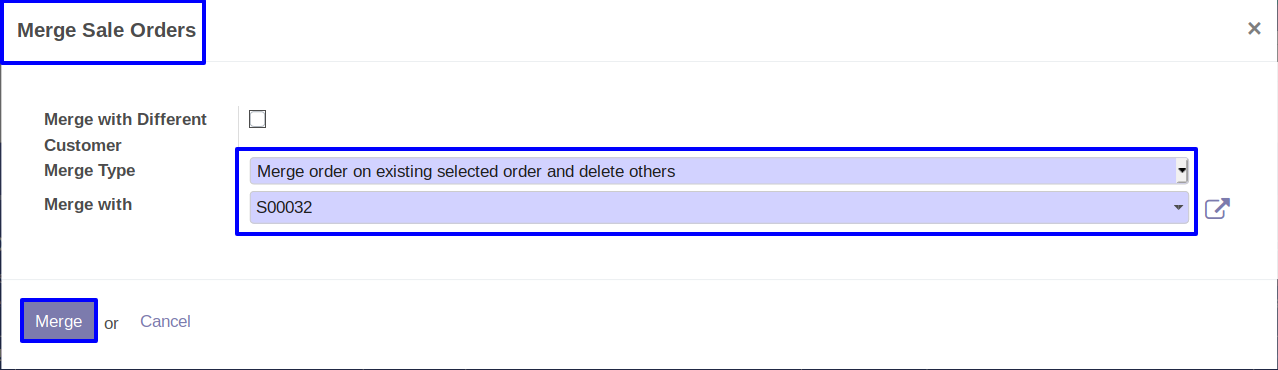 Merge Sale Orders ×
Merge with Different
Customer
Merge Type Merge order on existing selected order and delete others
Merge with S00032
Merge or Cancel